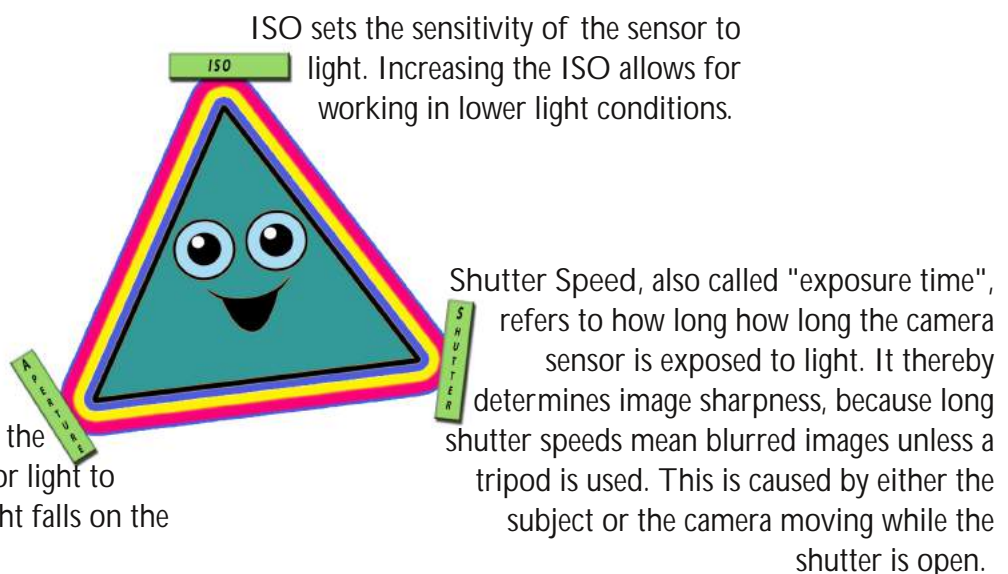 ISO sets the sensitivity of the sensor to
light. Increasing the ISO allows for
working in lower light conditions.
ISO
Shutter Speed, also called "exposure time",
refers to how long how long the camera
sensor is exposed to light. It thereby
determines image sharpness, because long
shutter speeds mean blurred images unless a
tripod is used. This is caused by either the
subject or the camera moving while the
shutter is open.
SHUTTER
APERTURE
the
or light to
ht falls on the